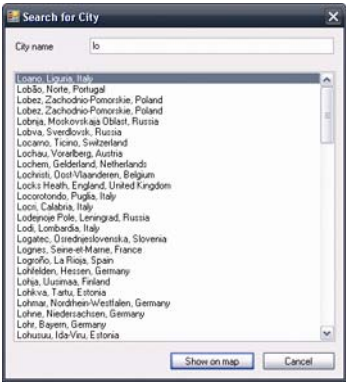 Search for City
City name
lo
Loano, Liguria, Italy
Lobão, Norte, Portugal
Lobez, Zachodnio-Pomorskie, Poland
Lobez, Zachodnio-Pomorskie, Poland
Lobnja, Moskovskaja Oblast, Russia
Lobva, Sverdlovsk, Russia
Locarno, Ticino, Switzerland
Lochau, Vorarlberg, Austria
Lochem, Gelderland, Netherlands
Lochristi, Oost-Vlaanderen, Belgium
Locks Heath, England, United Kingdom
Locorotondo, Puglia, Italy
Locri, Calabria, Italy
Lodejnoje Pole, Leningrad, Russia
Lodi, Lombardia, Italy
Logatec, Osrednjeslovenska, Slovenia
Lognes, Seine-et-Marne, France
Logroño, La Rioja, Spain
Lohfelden, Hessen, Germany
Lohja, Uusimaa, Finland
Lohkva, Tartu, Estonia
Lohmar, Nordrhein-Westfalen, Germany
Lohne, Niedersachsen, Germany
Lohr, Bayern, Germany
Lohusuu, Ida-Viru, Estonia
Show on map
Cancel